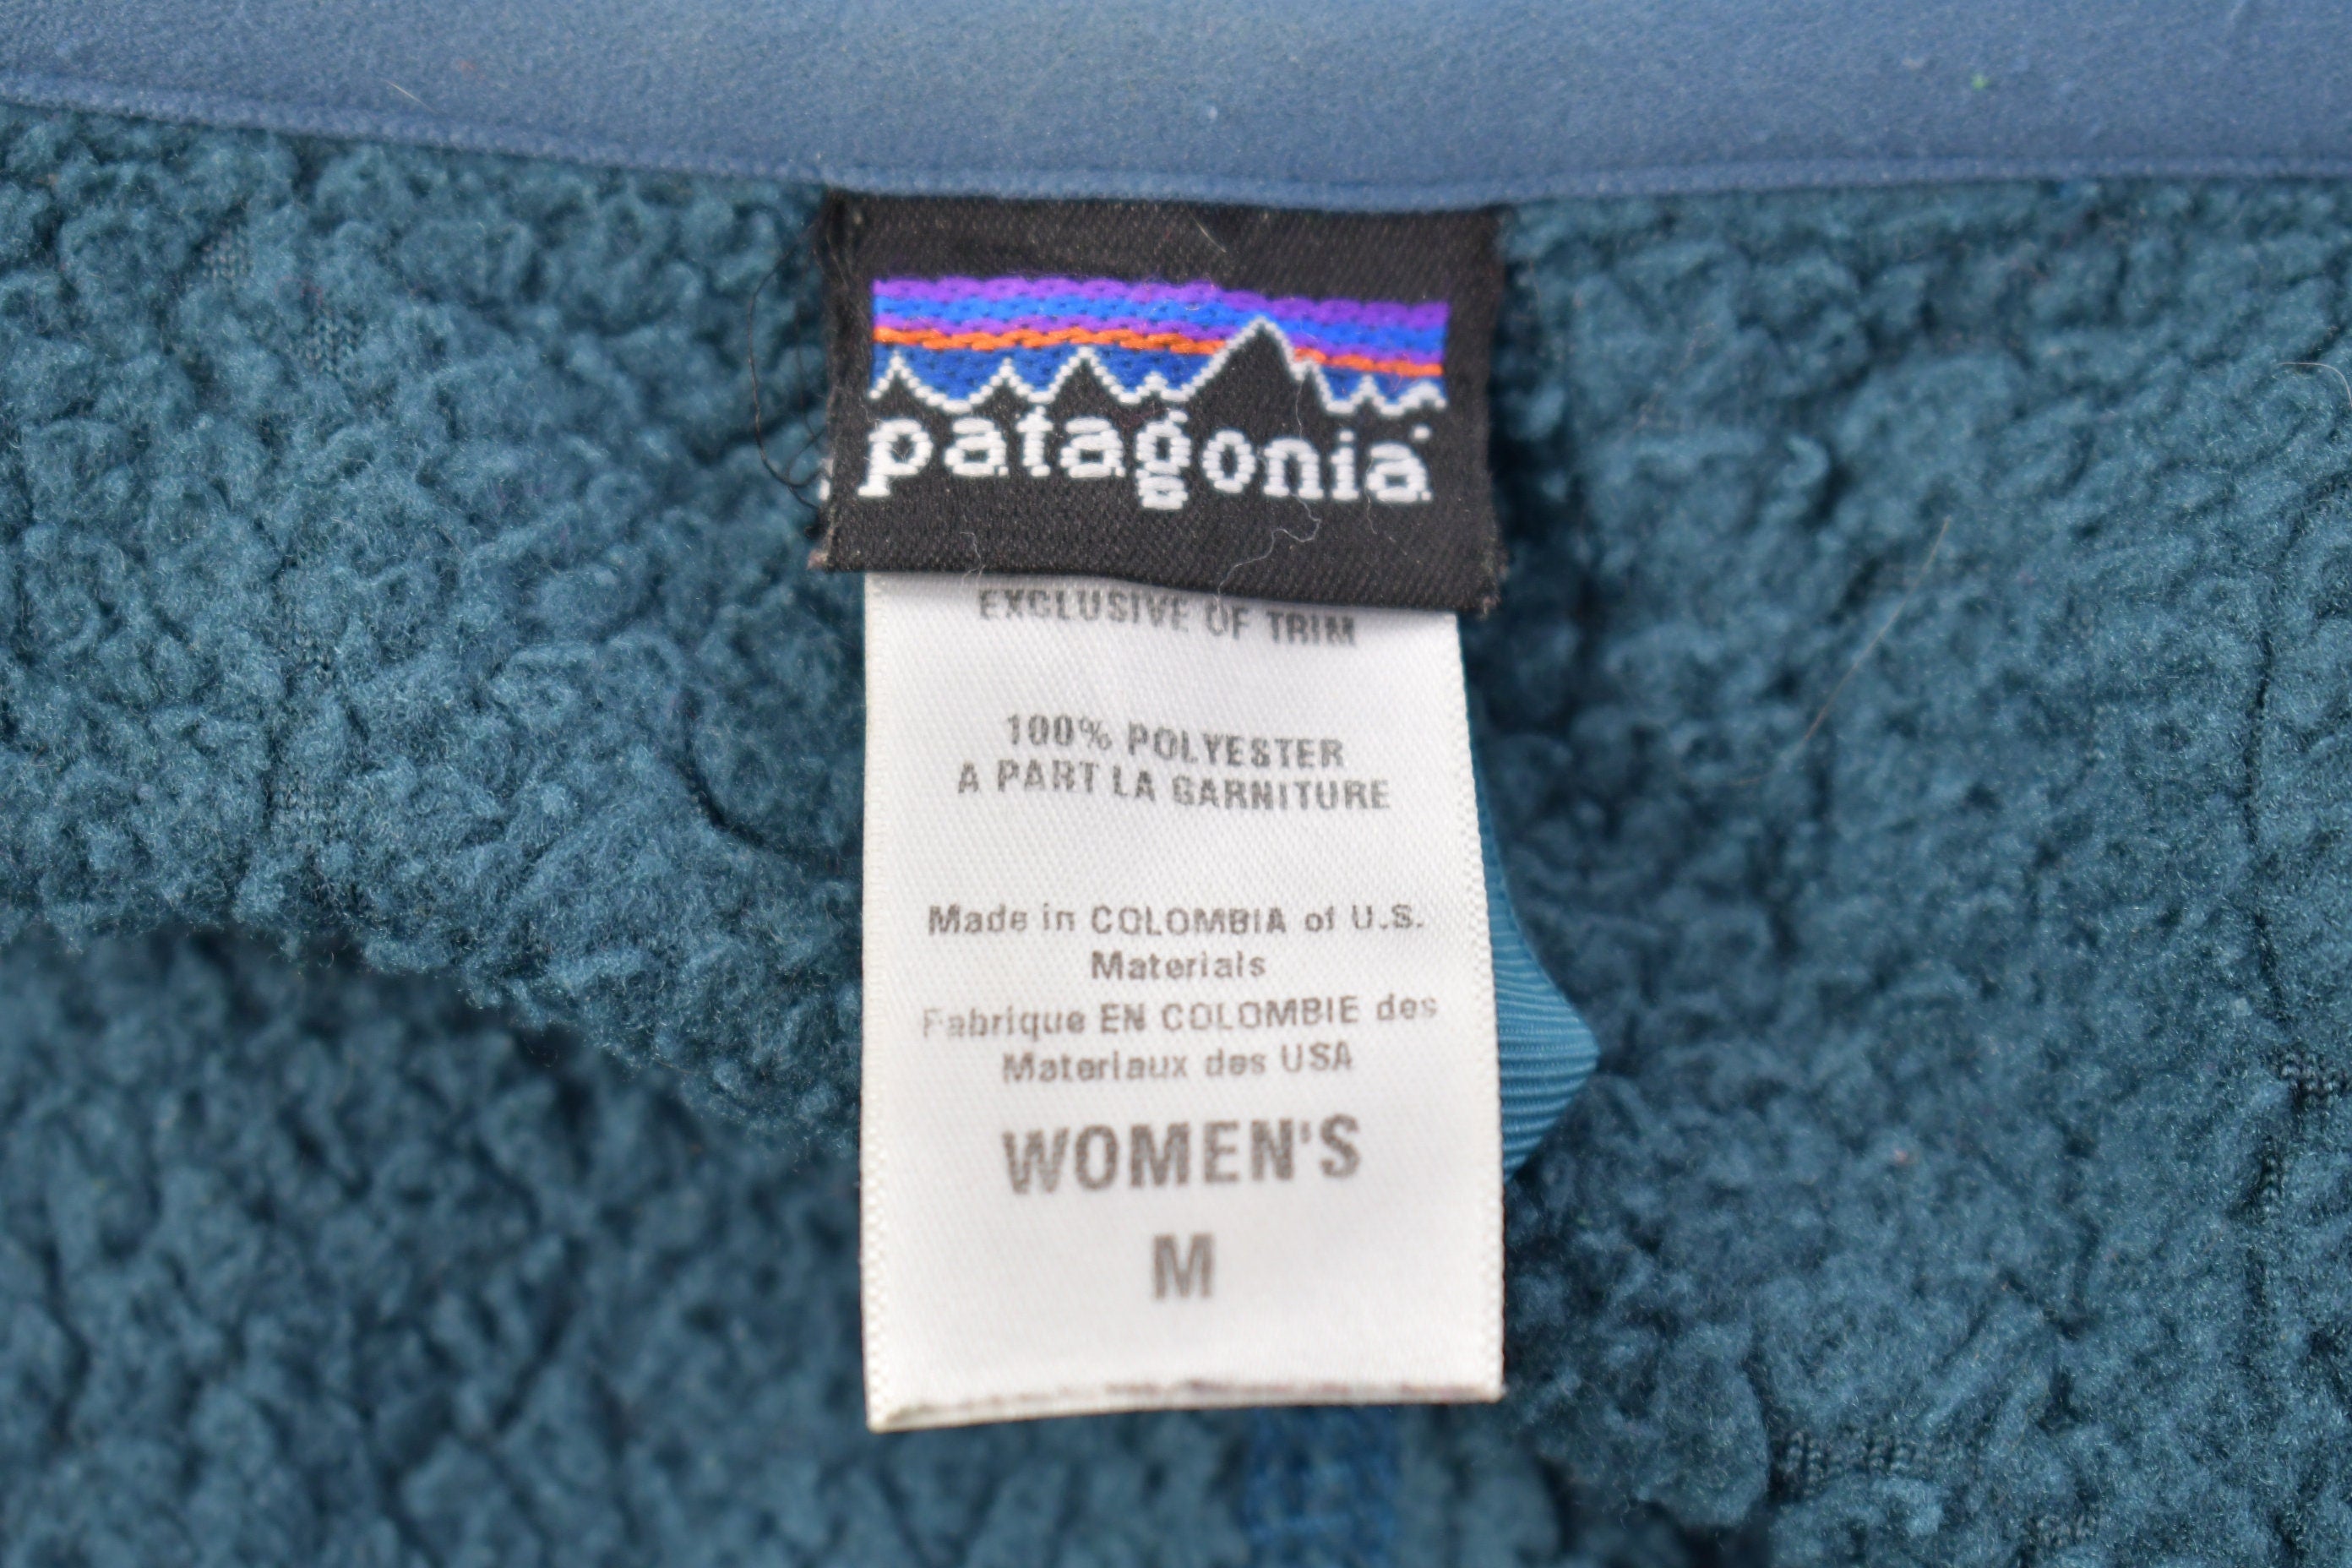 patagonia
EXCLUSIVE OF TRIM
100% POLYESTER
A PART LA GARNITURE
Made in COLOMBIA of U.S.
Materials
Fabrique EN COLOMBIE des
Materiaux des USA
WOMEN'S
M